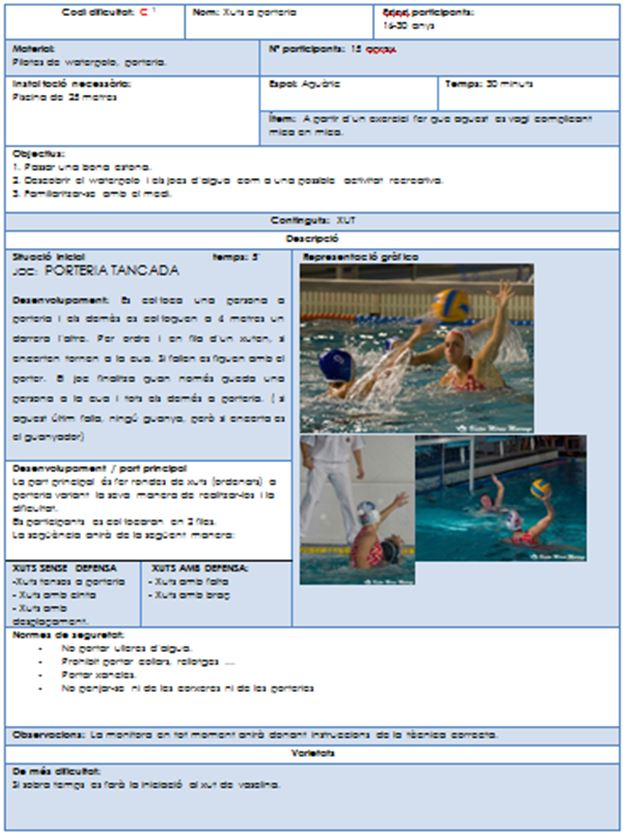 Codi dificultat: C 1 Nom: Xuts a porteria Edad participants:
16-30 anys
Material: Nº participants: 15 aprox
Pilotes de waterpolo, porteria.
Instal·lació necessària: Espai: Aquàtic Temps: 30 minuts
Piscina de 25 metres
Ítem: A partir d'un exercici fer que aquest es vagi complicant
mica en mica.
Objectius:
1. Passar una bona estona.
2. Descobrir el waterpolo i els jocs d'aigua com a una possible activitat recreativa.
3. Familiaritzar-se amb el medi.
Continguts: XUT
Descripció
Situació inicial temps: 5' Representació gràfica
JOC: PORTERIA TANCADA
Desenvolupament: Es col·loca una persona a
porteria i els demés es col·loquen a 4 metres un
darrera l'altre. Per ordre i en fila d'un xuten, si
encerten tornen a la cua. Si fallen es fiquen amb el
porter. El joc finalitza quan només queda una
persona a la cua i tots els demés a porteria. ( si
aquest últim falla, ningú guanya, però si encerta es
el guanyador)
Desenvolupament / part principal
La part principal és fer rondes de xuts (ordenats) a
porteria variant la seva manera de realitzar-los i la
dificultat.
Els participants es col·locaran en 2 files.
La seqüència anirà de la següent manera:
XUTS SENSE DEFENSA XUTS AMB DEFENSA:
-Xuts tensos a porteria - Xuts amb falta
- Xuts amb cinta - Xuts amb braç
- Xuts amb
desplaçament.
Normes de seguretat:
- No portar ulleres d'aigua.
- Prohibit portar collars, rellotges ....
- Portar xancles.
- No penjar-se ni de les corxeres ni de les porteries
Observacions: La monitora en tot moment anirà donant instruccions de la tècnica correcta.
Varietats
De més dificultat:
Si sobra temps es farà la iniciació al xut de vaselina.